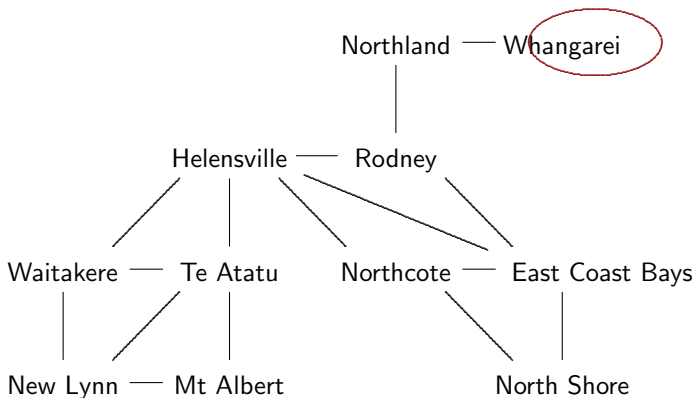 Northland Whangarei
Helensville Rodney
Waitakere Te Atatu Northcote East Coast Bays
New Lynn Mt Albert North Shore